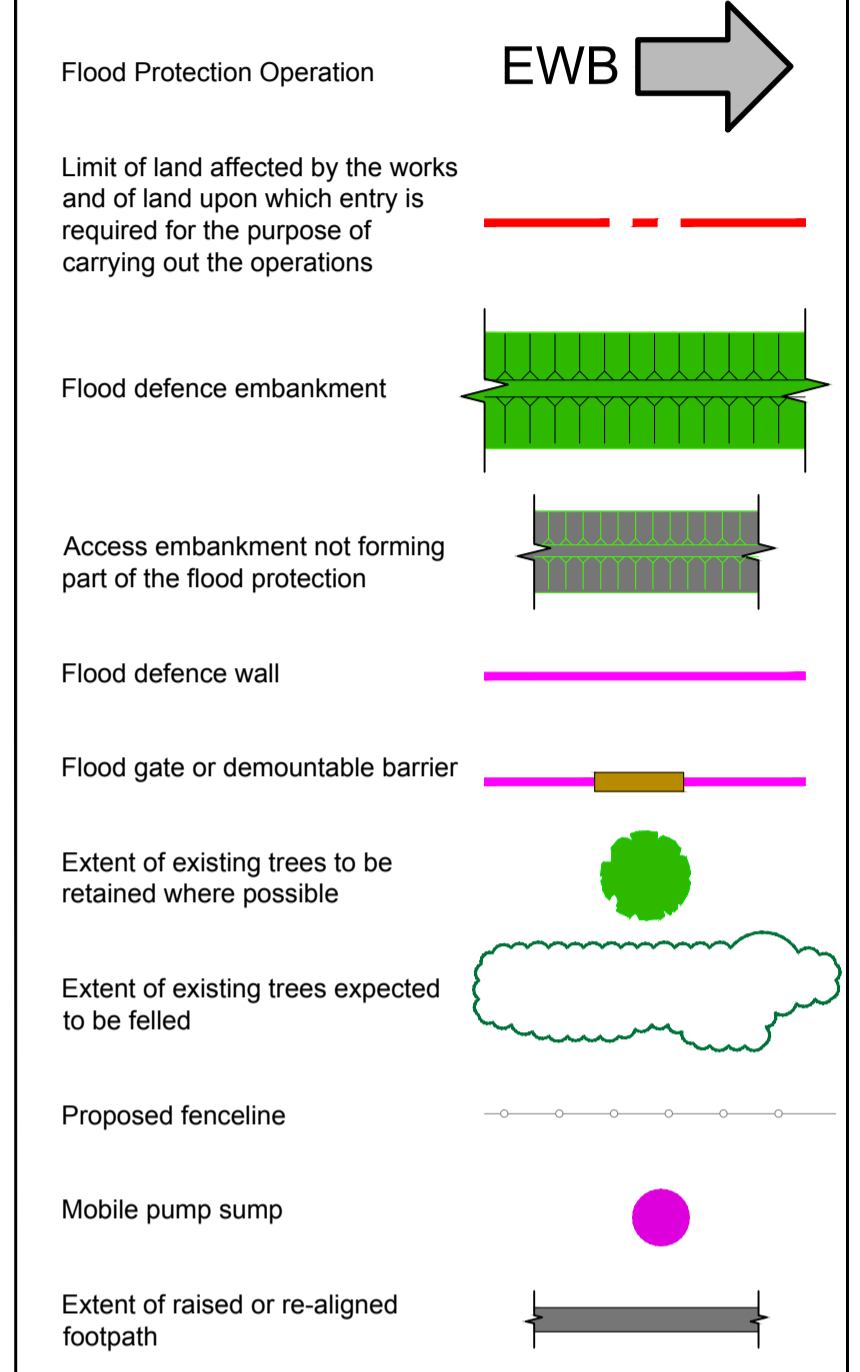 Flood Protection Operation
EWB
Limit of land affected by the works
and of land upon which entry is
required for the purpose of
carrying out the operations
Flood defence embankment
Access embankment not forming
part of the flood protection
Flood defence wall
Flood gate or demountable barrier
Extent of existing trees to be
retained where possible
Extent of existing trees expected
to be felled
Proposed fenceline
Mobile pump sump
Extent of raised or re-aligned
footpath